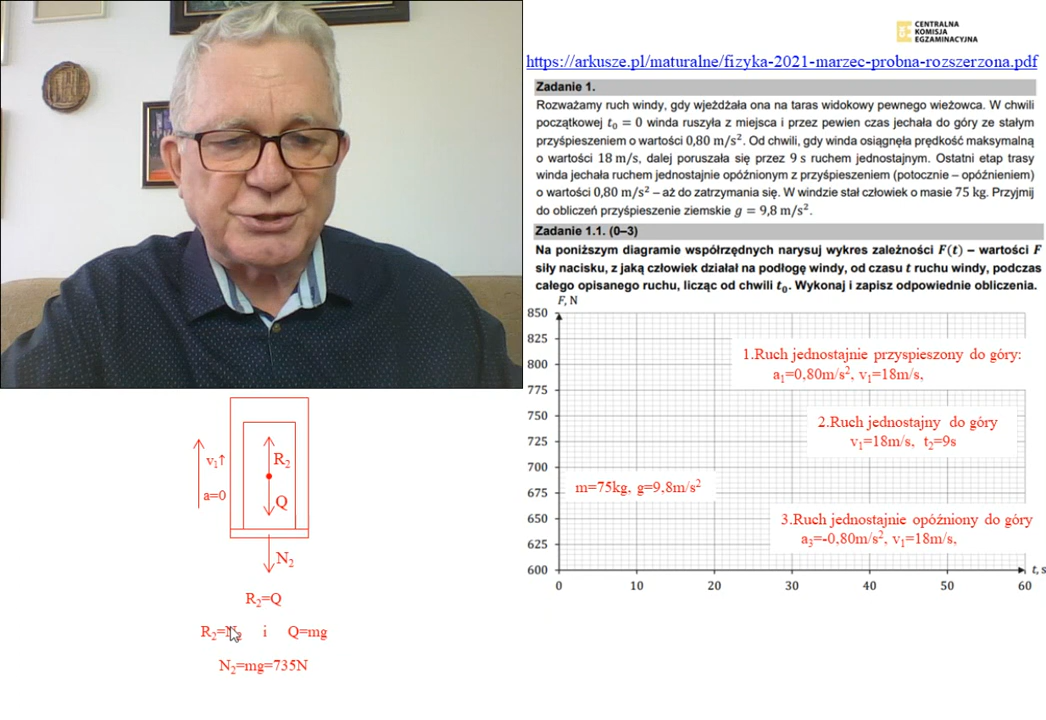 CENTRALNA
KOMISJA
EGZAMINACYJNA
https://arkusze.pl/maturalne/fizyka-2021-marzec-probna-rozszerzona.pdf
Zadanie 1.
Rozważamy ruch windy, gdy wjeżdżała ona na taras widokowy pewnego wieżowca. W chwili
początkowej t₀ = 0 winda ruszyła z miejsca i przez pewien czas jechała do góry ze stałym
przyśpieszeniem o wartości 0,80 m/s². Od chwili, gdy winda osiągnęła prędkość maksymalną
o wartości 18 m/s, dalej poruszała się przez 9 s ruchem jednostajnym. Ostatni etap trasy
winda jechała ruchem jednostajnie opóźnionym z przyśpieszeniem (potocznie – opóźnieniem)
o wartości 0,80 m/s² – aż do zatrzymania się. W windzie stał człowiek o masie 75 kg. Przyjmij
do obliczeń przyśpieszenie ziemskie g = 9,8 m/s².
Zadanie 1.1. (0–3)
Na poniższym diagramie współrzędnych narysuj wykres zależności F(t) – wartości F
siły nacisku, z jaką człowiek działał na podłogę windy, od czasu t ruchu windy, podczas
całego opisanego ruchu, licząc od chwili t₀. Wykonaj i zapisz odpowiednie obliczenia.
F, N
850
825
800
775
750
725
700
675
650
625
600
0 10 20 30 40 50 60
t, s
1.Ruch jednostajnie przyspieszony do góry:
a₁=0,80m/s², v₁=18m/s,
2.Ruch jednostajny do góry
v₁=18m/s, t₂=9s
m=75kg, g=9,8m/s²
3.Ruch jednostajnie opóźniony do góry
a₃=-0,80m/s², v₁=18m/s,
v₁↑
a=0
R₂
Q
N₂
R₂=Q
R₂=N₂ i Q=mg
N₂=mg=735N